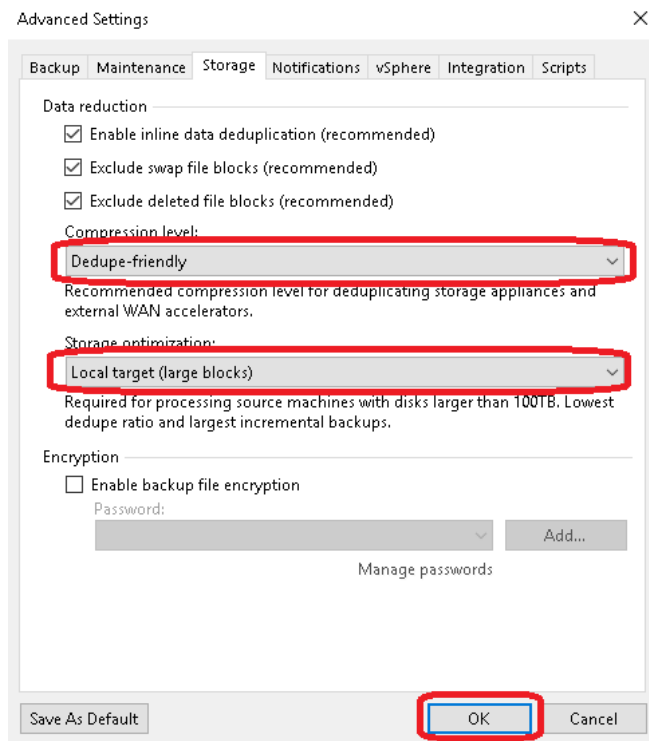 Advanced Settings
Backup Maintenance Storage Notifications vSphere Integration Scripts
Data reduction
Enable inline data deduplication (recommended)
Exclude swap file blocks (recommended)
Exclude deleted file blocks (recommended)
Compression level:
Dedupe-friendly
Recommended compression level for deduplicating storage appliances and
external WAN accelerators.
Storage optimization:
Local target (large blocks)
Required for processing source machines with disks larger than 100TB. Lowest
dedupe ratio and largest incremental backups.
Encryption
Enable backup file encryption
Password:
Add...
Manage passwords
Save As Default OK Cancel